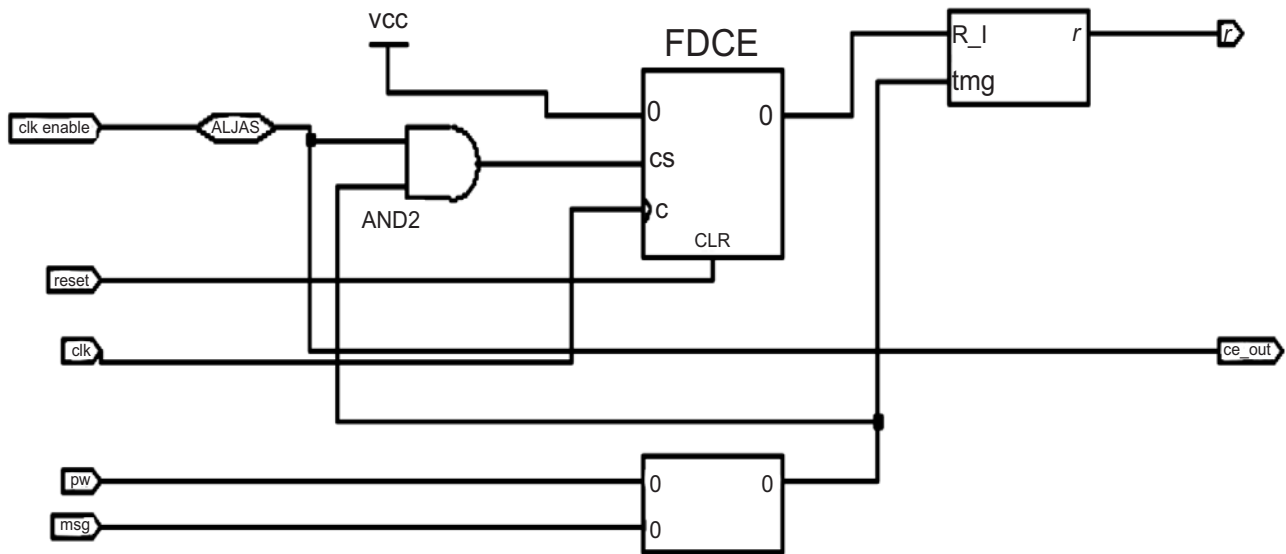 vcc
FDCE
R_I r
r
tmg
clk enable
ALJAS
0 0
cs
AND2
c
CLR
reset
clk
ce_out
pw
0 0
msg
0